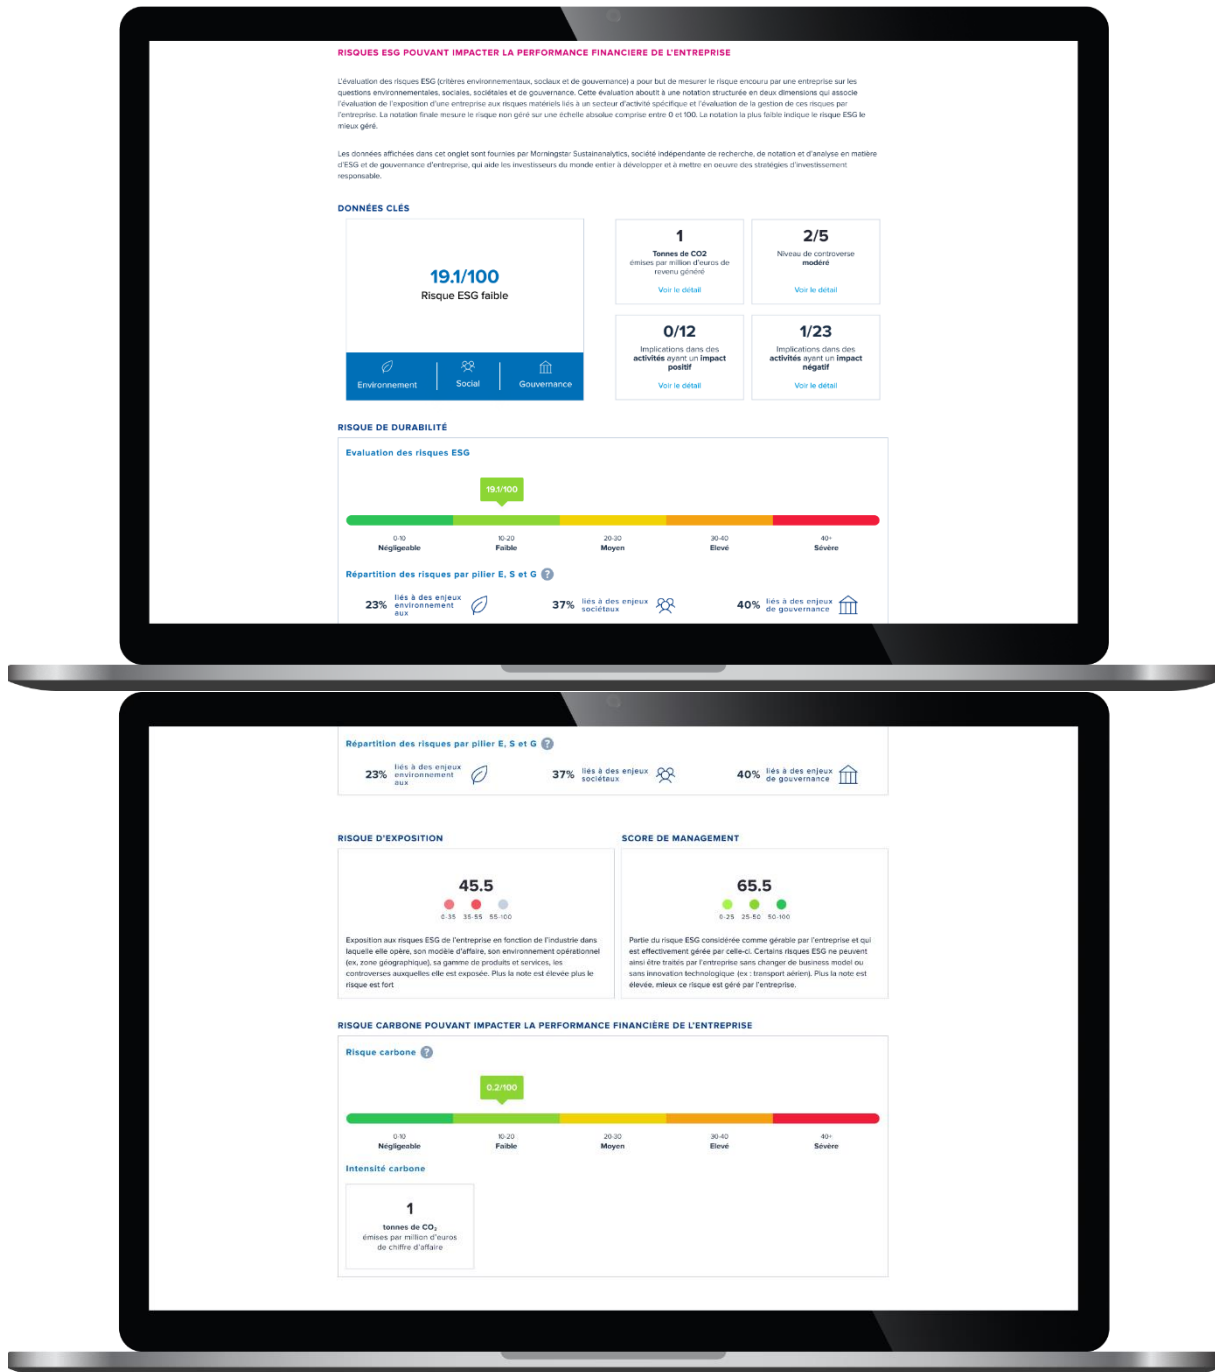 RISQUES ESG POUVANT IMPACTER LA PERFORMANCE FINANCIERE DE L'ENTREPRISE
L'évaluation des risques ESG (critères environnementaux, sociaux et de gouvernance) a pour but de mesurer le risque encouru par une entreprise sur les
questions environnementales, sociales, sociétales et de gouvernance. Cette évaluation aboutit à une notation structurée en deux dimensions qui associe
l'évaluation de l'exposition d'une entreprise aux risques matériels liés à un secteur d'activité spécifique et l'évaluation de la gestion de ces risques par
l'entreprise. La notation finale mesure le risque non géré sur une échelle absolue comprise entre 0 et 100. La notation la plus faible indique le risque ESG le
mieux géré.
Les données affichées dans cet onglet sont fournies par Morningstar Sustainanalytics, société indépendante de recherche, de notation et d'analyse en matière
d'ESG et de gouvernance d'entreprise, qui aide les investisseurs du monde entier à développer et à mettre en oeuvre des stratégies d'investissement
responsable.
DONNÉES CLÉS
19.1/100
Risque ESG faible
Environnement
Social
Gouvernance
1
Tonnes de CO2
émises par million d'euros de
revenu généré
Voir le détail
2/5
Niveau de controverse
modéré
Voir le détail
0/12
Implications dans des
activités ayant un impact
positif
Voir le détail
1/23
Implications dans des
activités ayant un impact
négatif
Voir le détail
RISQUE DE DURABILITÉ
Evaluation des risques ESG
19.1/100
0-10 10-20 20-30 30-40 40+
Négligeable Faible Moyen Elevé Sévère
Répartition des risques par pilier E, S et G ?
23% liés à des enjeux
environnement
aux
37% liés à des enjeux
sociétaux
40% liés à des enjeux
de gouvernance
Répartition des risques par pilier E, S et G ?
23% liés à des enjeux
environnement
aux
37% liés à des enjeux
sociétaux
40% liés à des enjeux
de gouvernance
RISQUE D'EXPOSITION
45.5
0-35 35-55 55-100
Exposition aux risques ESG de l'entreprise en fonction de l'industrie dans
laquelle elle opère, son modèle d'affaire, son environnement opérationnel
(ex, zone géographique), sa gamme de produits et services, les
controverses auxquelles elle est exposée. Plus la note est élevée plus le
risque est fort
SCORE DE MANAGEMENT
65.5
0-25 25-50 50-100
Partie du risque ESG considérée comme gérable par l'entreprise et qui
est effectivement gérée par celle-ci. Certains risques ESG ne peuvent
ainsi être traités par l'entreprise sans changer de business model ou
sans innovation technologique (ex : transport aérien). Plus la note est
élevée, mieux ce risque est géré par l'entreprise.
RISQUE CARBONE POUVANT IMPACTER LA PERFORMANCE FINANCIÈRE DE L'ENTREPRISE
Risque carbone ?
0.2/100
0-10 10-20 20-30 30-40 40+
Négligeable Faible Moyen Elevé Sévère
Intensité carbone
1
tonnes de CO₂
émises par million d'euros
de chiffre d'affaire